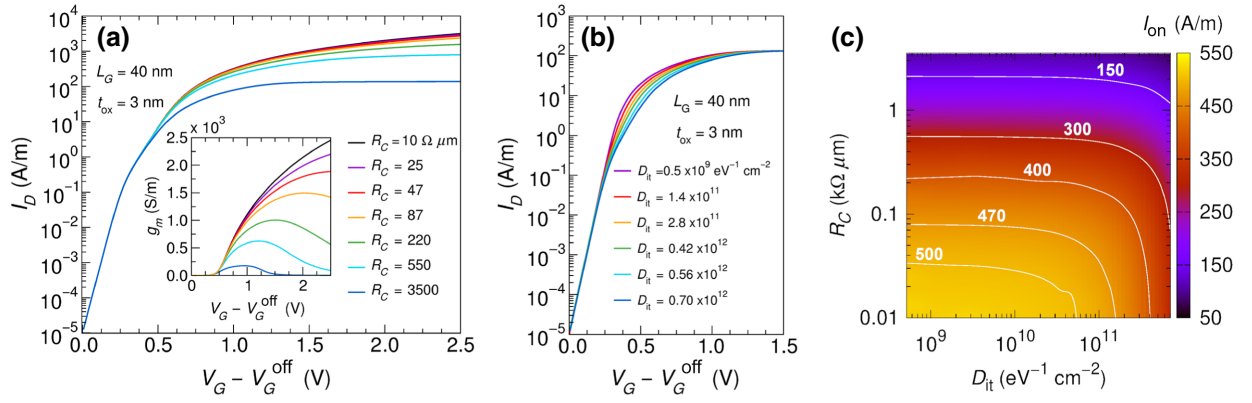 (a)
L_G = 40 nm
t_ox = 3 nm
I_D (A/m)
10^4
10^3
10^2
10^1
10^0
10^-1
10^-2
10^-3
10^-4
10^-5
0.0 0.5 1.0 1.5 2.0 2.5
V_G – V_G^off (V)
x 10^3
2.5
2.0
1.5
1.0
0.5
0.0
g_m (S/m)
0 1 2
V_G – V_G^off (V)
R_C = 10 Ω μm
R_C = 25
R_C = 47
R_C = 87
R_C = 220
R_C = 550
R_C = 3500
(b)
L_G = 40 nm
t_ox = 3 nm
I_D (A/m)
10^3
10^2
10^1
10^0
10^-1
10^-2
10^-3
10^-4
10^-5
0.0 0.5 1.0 1.5
V_G – V_G^off (V)
D_it =0.5 x10^9 eV^-1 cm^-2
D_it = 1.4 x10^11
D_it = 2.8 x10^11
D_it = 0.42 x10^12
D_it = 0.56 x10^12
D_it = 0.70 x10^12
(c)
I_on (A/m)
R_C (kΩ μm)
1
0.1
0.01
10^9 10^10 10^11
D_it (eV^-1 cm^-2)
150
300
400
470
500
550
450
350
250
150
50